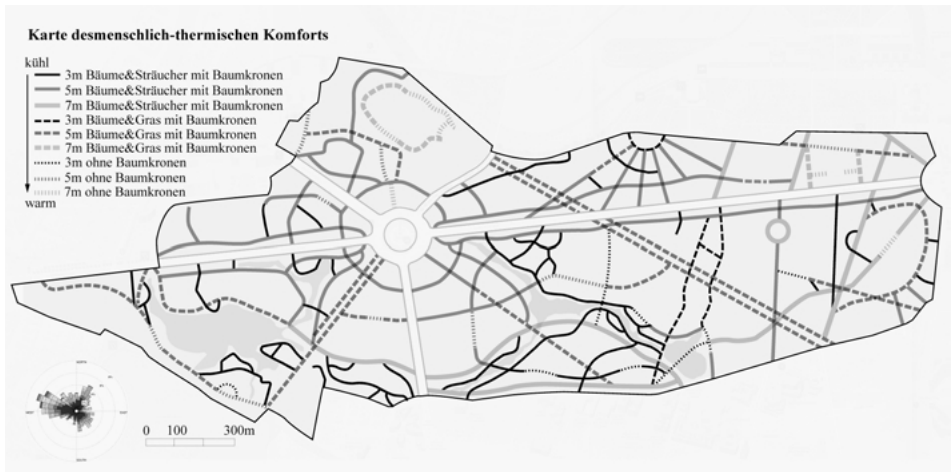 Karte desmenschlich-thermischen Komforts
kühl
3m Bäume&Sträucher mit Baumkronen
5m Bäume&Sträucher mit Baumkronen
7m Bäume&Sträucher mit Baumkronen
3m Bäume&Gras mit Baumkronen
5m Bäume&Gras mit Baumkronen
7m Bäume&Gras mit Baumkronen
3m ohne Baumkronen
5m ohne Baumkronen
7m ohne Baumkronen
warm
0 100 300m